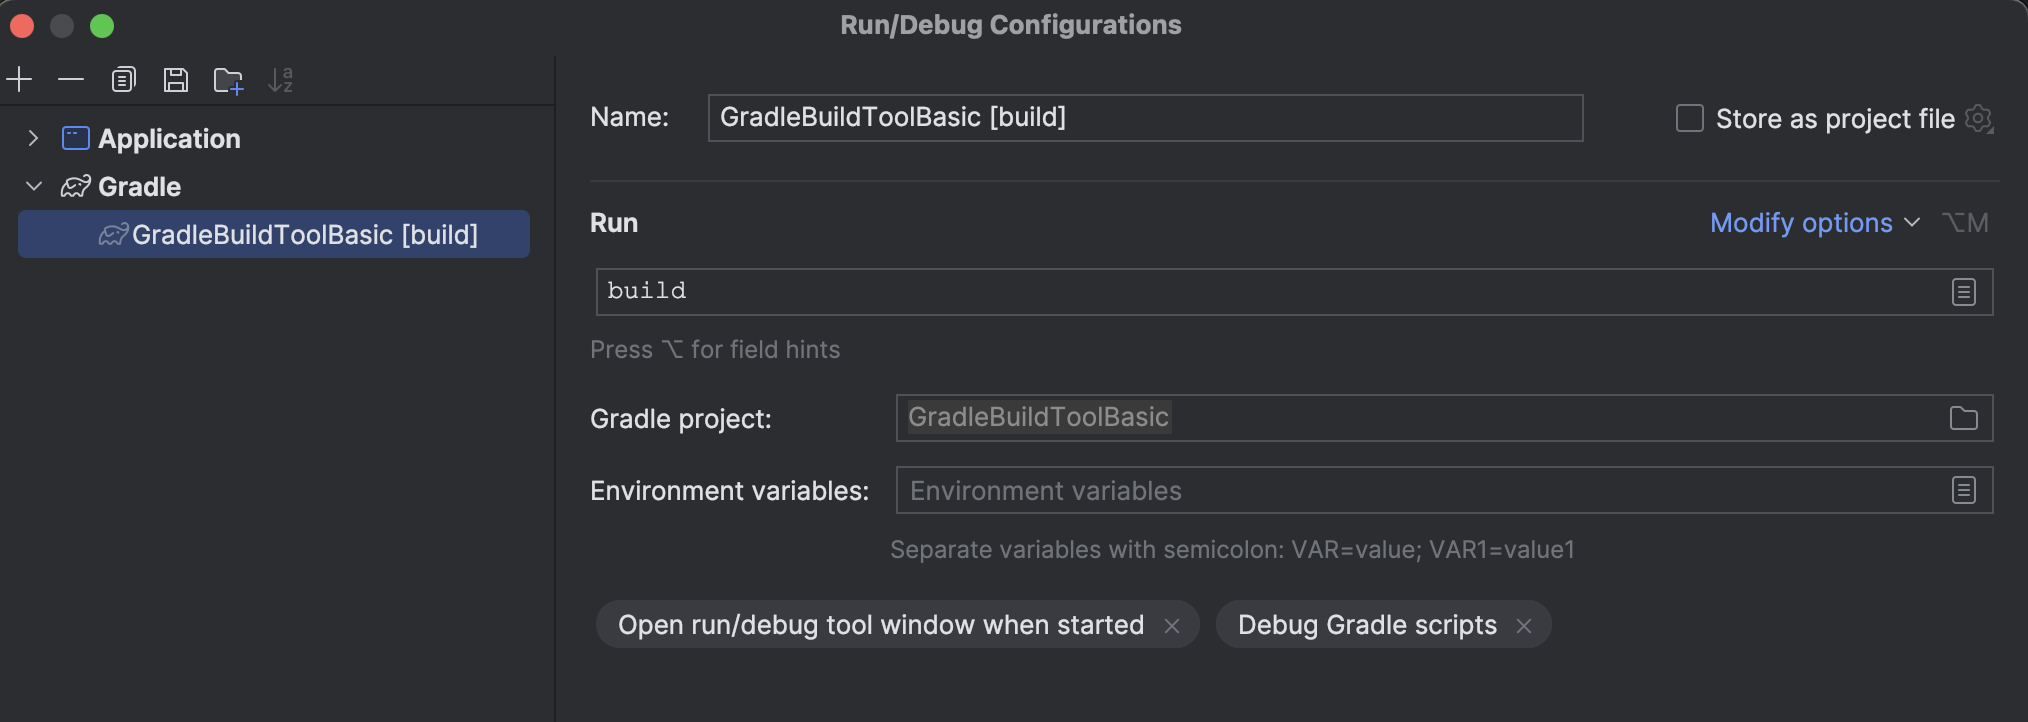 Run/Debug Configurations
Application
Gradle
GradleBuildToolBasic [build]
Name: GradleBuildToolBasic [build]
Store as project file
Run
Modify options ⌥M
build
Press ⌥ for field hints
Gradle project: GradleBuildToolBasic
Environment variables: Environment variables
Separate variables with semicolon: VAR=value; VAR1=value1
Open run/debug tool window when started
Debug Gradle scripts